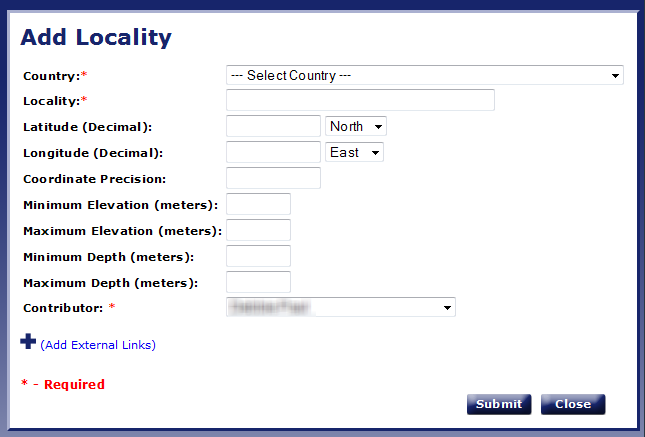 Add Locality
Country:* --- Select Country ---
Locality:*
Latitude (Decimal): North
Longitude (Decimal): East
Coordinate Precision:
Minimum Elevation (meters):
Maximum Elevation (meters):
Minimum Depth (meters):
Maximum Depth (meters):
Contributor: *
(Add External Links)
* - Required
Submit Close